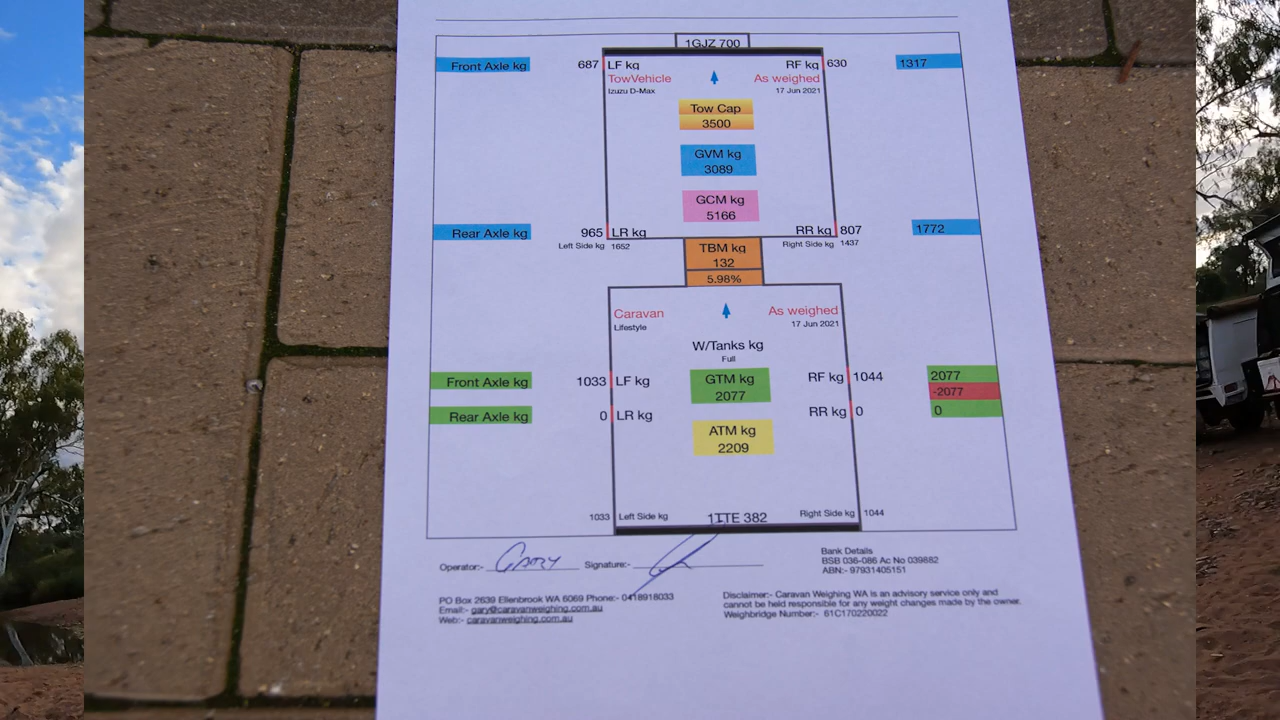 1GJZ 700
Front Axle kg 687 LF kg RF kg 630 1317
TowVehicle As weighed
Izuzu D-Max 17 Jun 2021
Tow Cap
3500
GVM kg
3089
GCM kg
5166
Rear Axle kg 965 LR kg RR kg 807 1772
Left Side kg 1652 Right Side kg 1437
TBM kg
132
5.98%
Caravan As weighed
Lifestyle 17 Jun 2021
W/Tanks kg
Full
Front Axle kg 1033 LF kg GTM kg RF kg 1044 2077
2077 -2077
Rear Axle kg 0 LR kg RR kg 0 0
ATM kg
2209
1033 Left Side kg 1TTE 382 Right Side kg 1044
Operator:- Gary Signature:-
Bank Details
BSB 036-086 Ac No 039882
ABN:- 97931405151
PO Box 2639 Ellenbrook WA 6069 Phone:- 0418918033
Email:- gary@caravanweighing.com.au
Web:- caravanweighing.com.au
Disclaimer:- Caravan Weighing WA is an advisory service only and
cannot be held responsible for any weight changes made by the owner.
Weighbridge Number:- 61C170220022